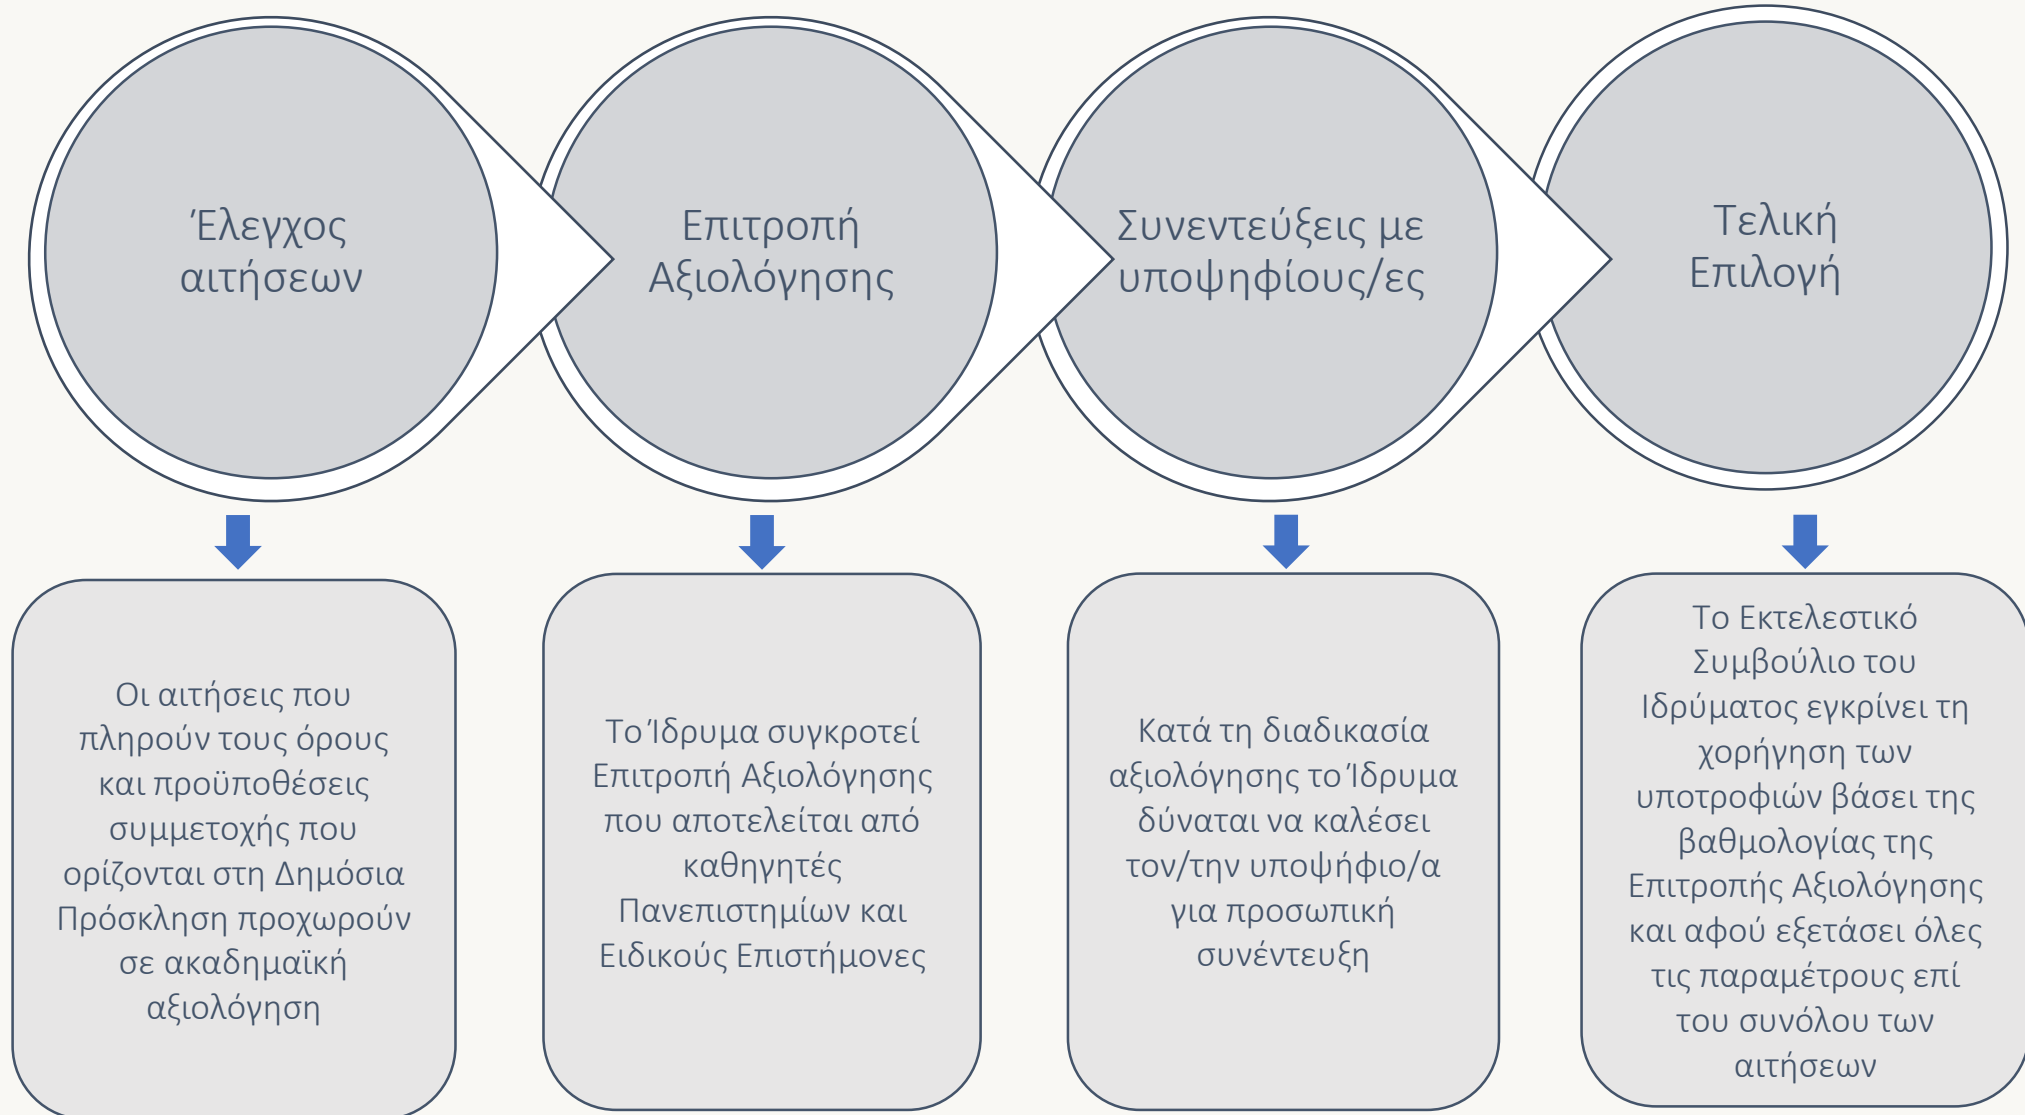 Έλεγχος
αιτήσεων
Επιτροπή
Αξιολόγησης
Συνεντεύξεις με
υποψηφίους/ες
Τελική
Επιλογή
Οι αιτήσεις που
πληρούν τους όρους
και προϋποθέσεις
συμμετοχής που
ορίζονται στη Δημόσια
Πρόσκληση προχωρούν
σε ακαδημαϊκή
αξιολόγηση
Το Ίδρυμα συγκροτεί
Επιτροπή Αξιολόγησης
που αποτελείται από
καθηγητές
Πανεπιστημίων και
Ειδικούς Επιστήμονες
Κατά τη διαδικασία
αξιολόγησης το Ίδρυμα
δύναται να καλέσει
τον/την υποψήφιο/α
για προσωπική
συνέντευξη
Το Εκτελεστικό
Συμβούλιο του
Ιδρύματος εγκρίνει τη
χορήγηση των
υποτροφιών βάσει της
βαθμολογίας της
Επιτροπής Αξιολόγησης
και αφού εξετάσει όλες
τις παραμέτρους επί
του συνόλου των
αιτήσεων